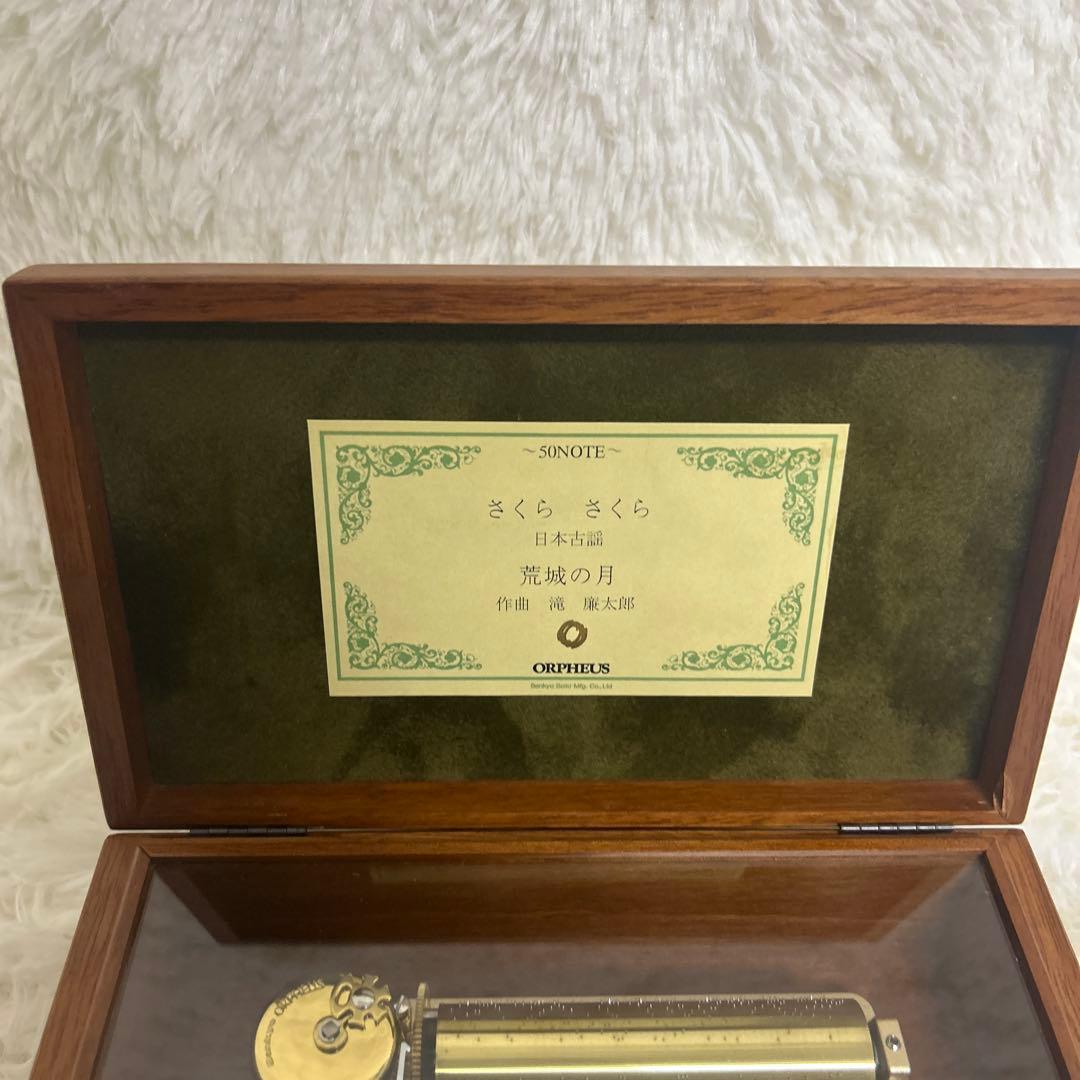 ～50NOTE～
さくら　さくら
日本古謡
荒城の月
作曲　滝　廉太郎
ORPHEUS
Sankyo Seiki Mfg. Co.,Ltd